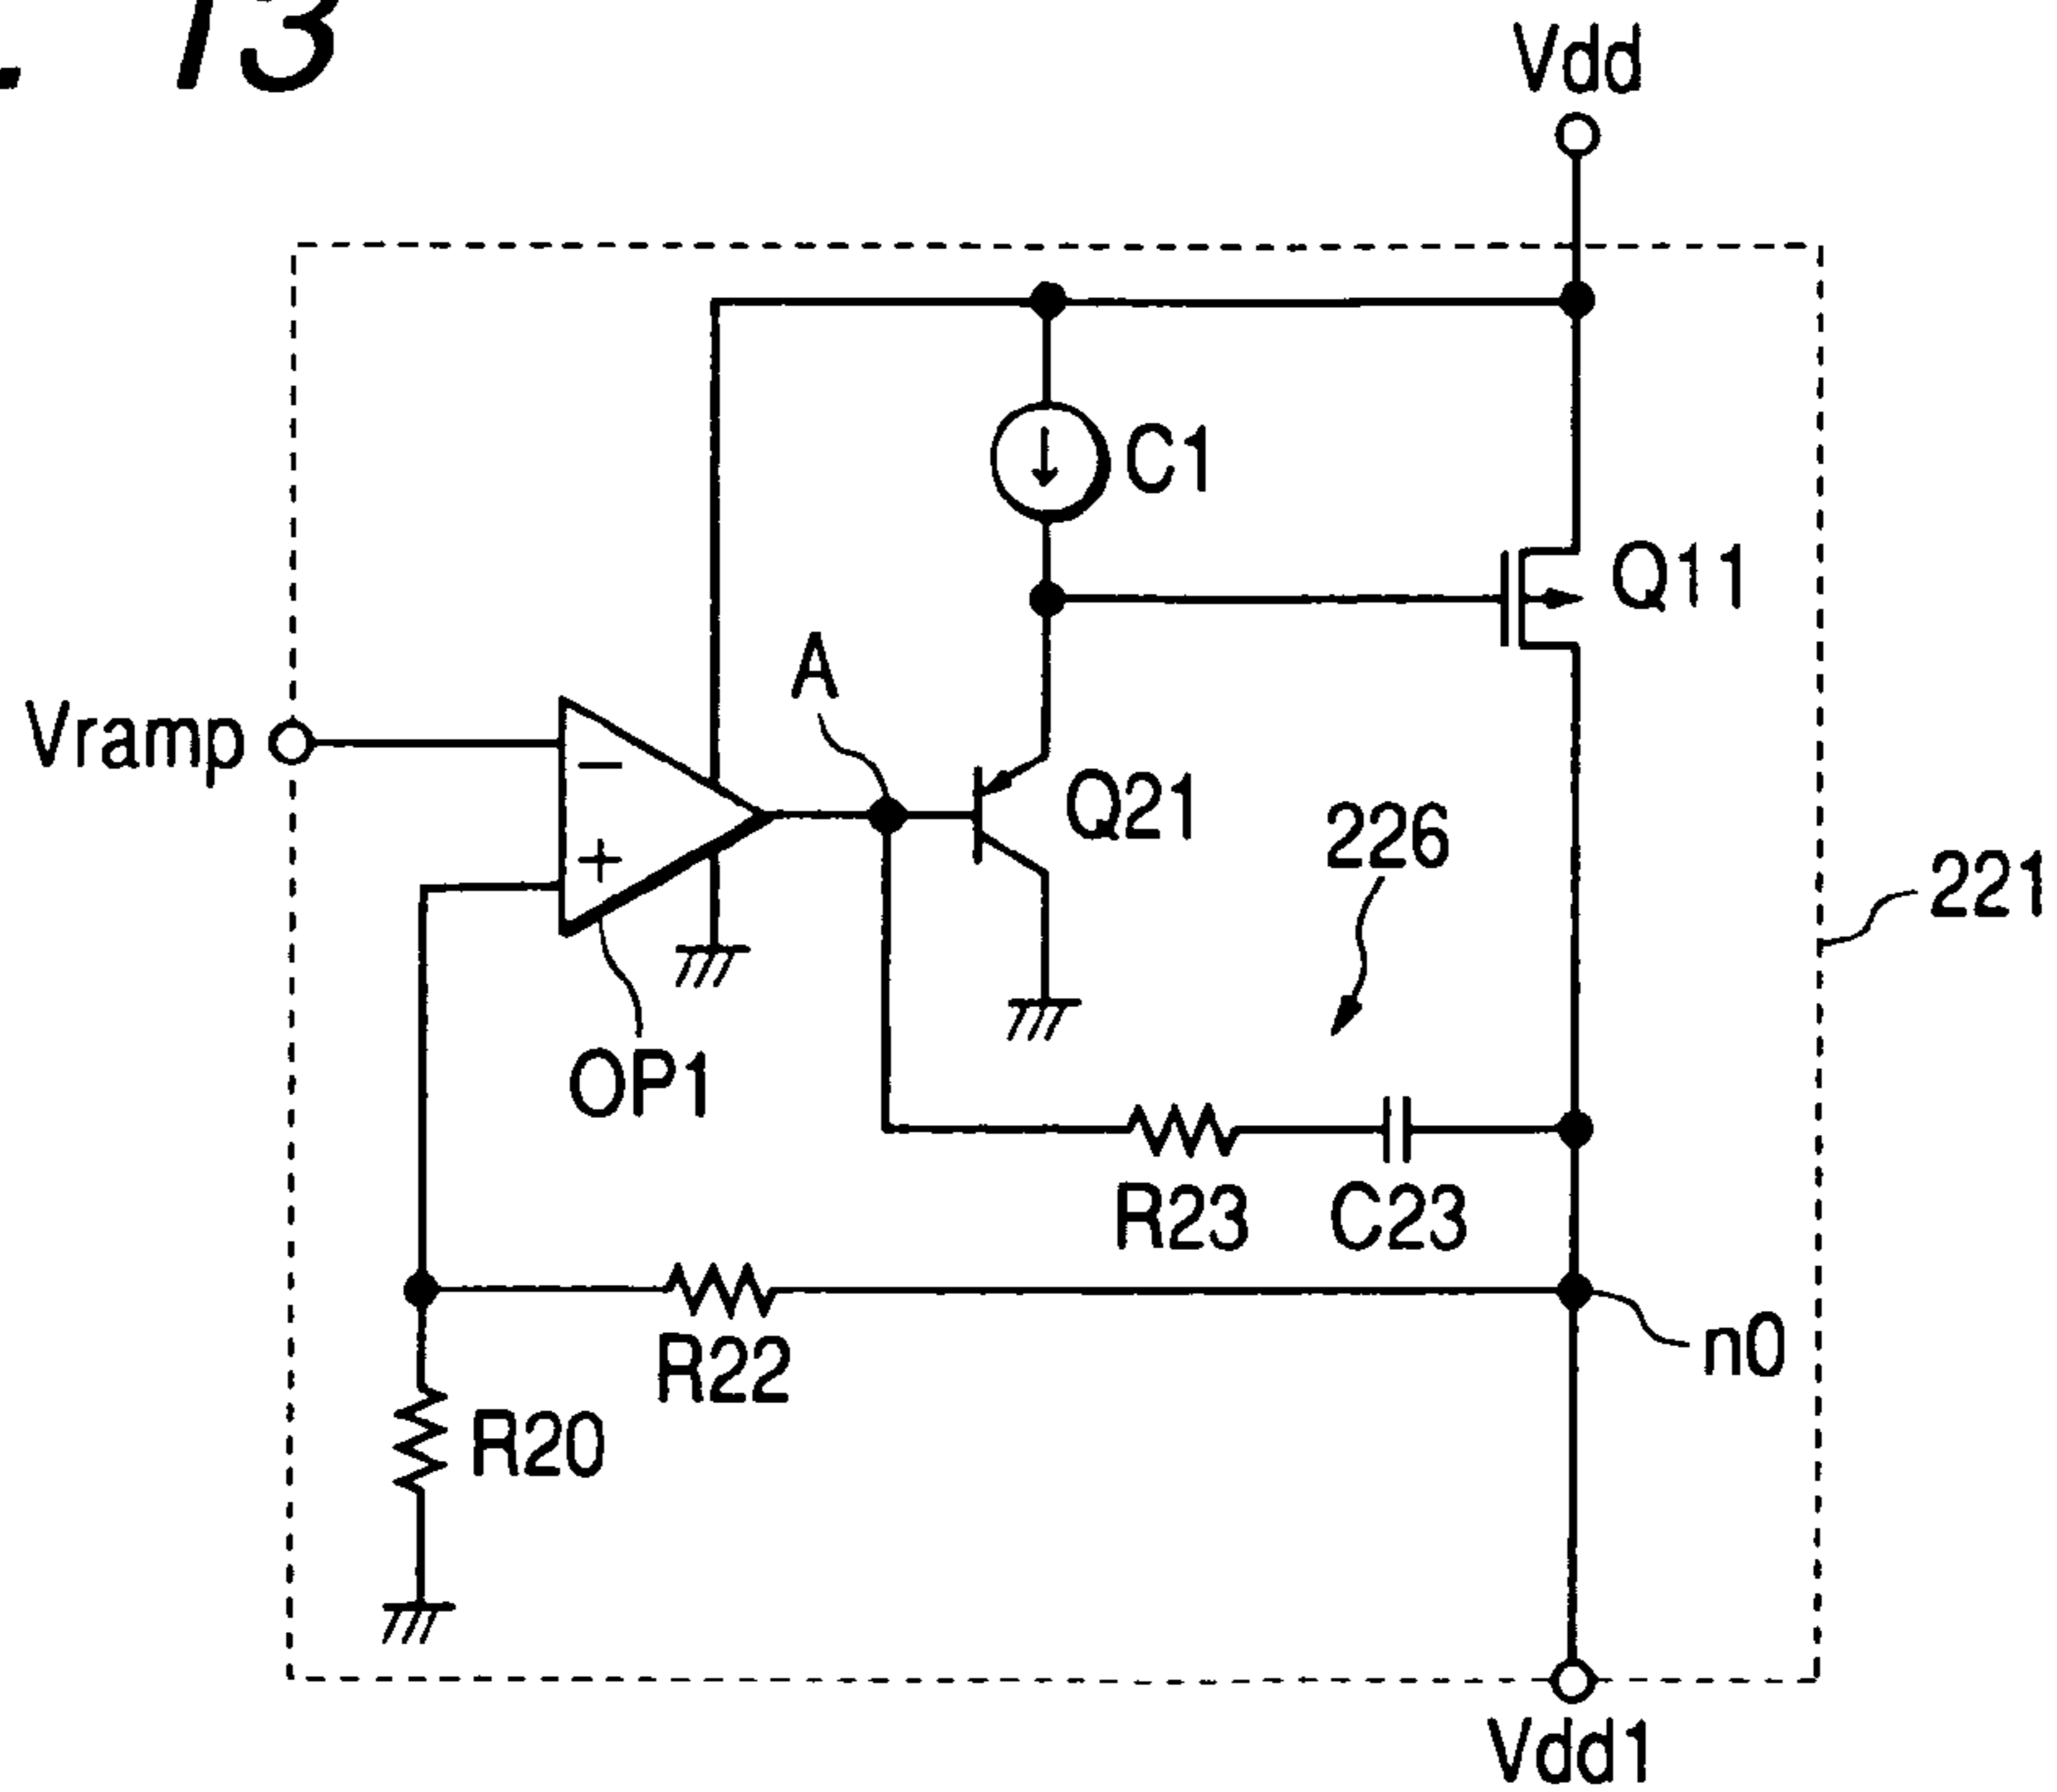 . 13
Vdd
C1
Q11
A
Vramp
−
+
Q21
226
221
OP1
R23
C23
R22
n0
R20
Vdd1